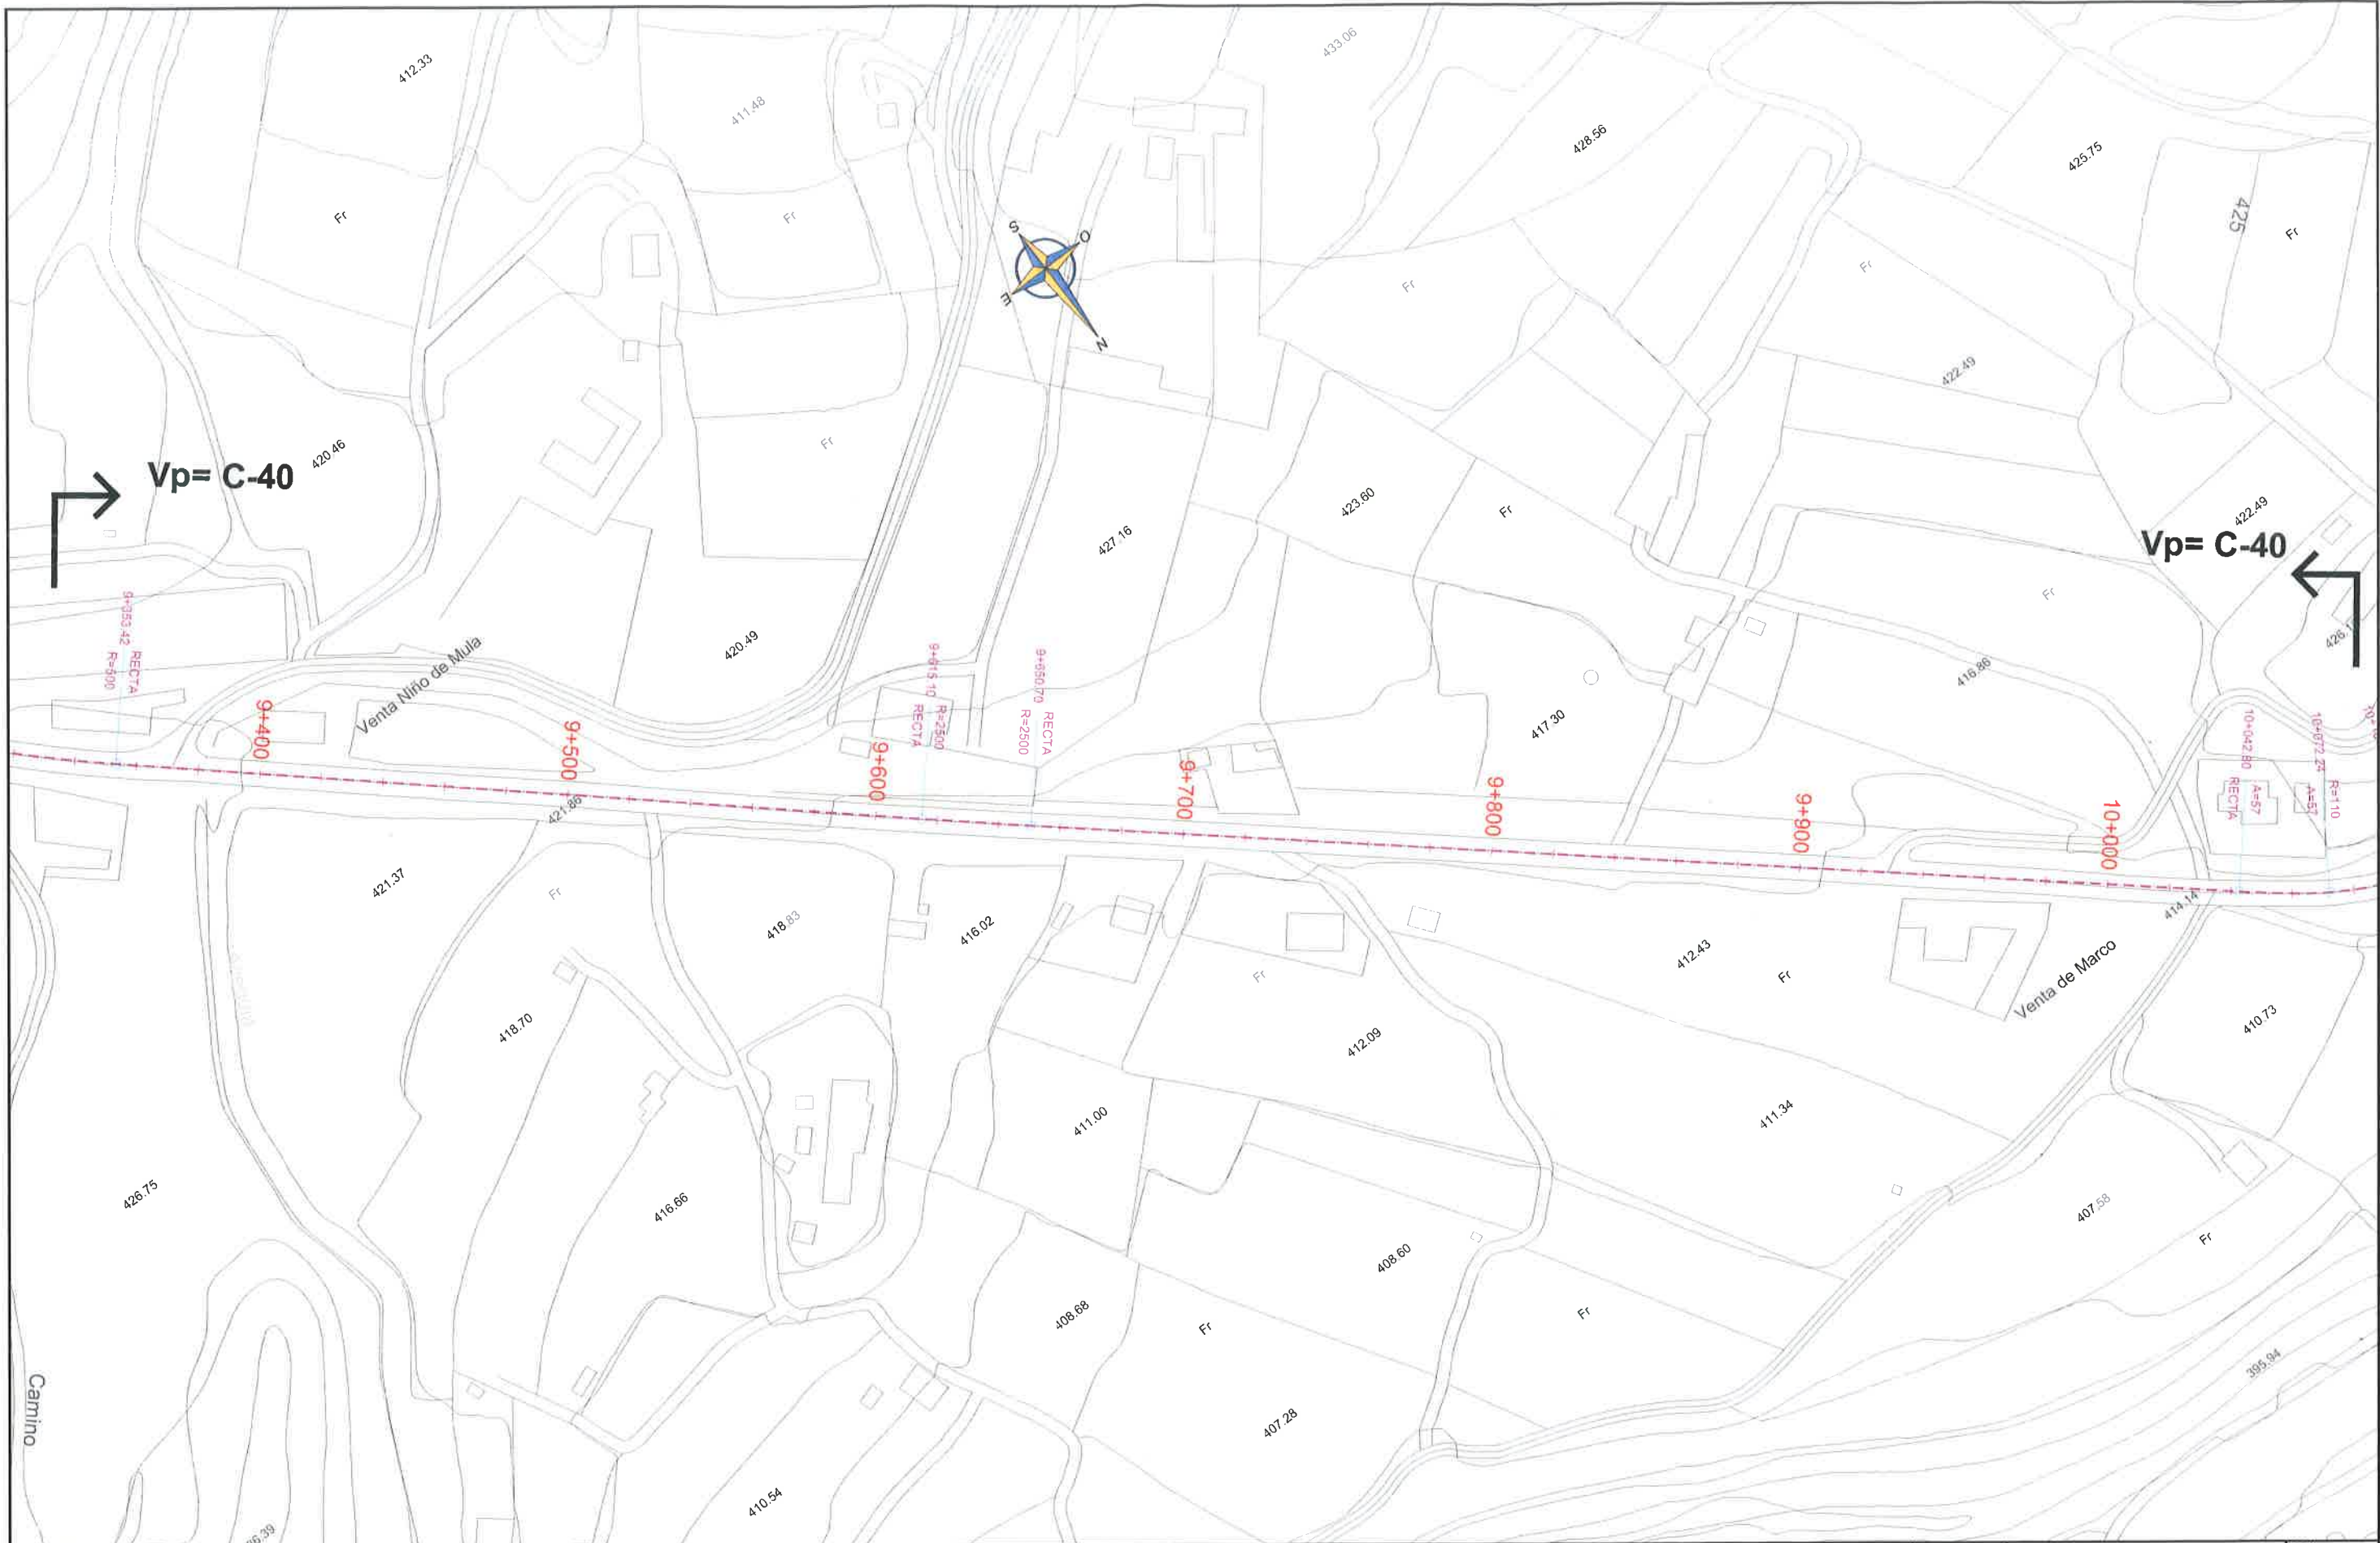 433.06
412.33
411.48
428.56
425.75
Fr
Fr
425
Fr
S
O
E
N
Fr
Fr
422.49
Fr
420.46
Vp= C-40
423.60
Fr
427.16
422.49
Vp= C-40
Fr
9+353.42
RECTA
R=500
Venta Niño de Mula
420.49
9+615.10
R=2500
RECTA
9+650.70
RECTA
R=2500
417.30
416.86
10+042.80
A=57
RECTA
10+072.24
R=110
A=57
9+400
9+500
9+600
9+700
9+800
9+900
10+000
421.86
421.37
Fr
418.83
416.02
Fr
412.43
Fr
414.14
Venta de Marco
418.70
412.09
410.73
411.00
411.34
426.75
416.66
407.58
Fr
408.60
408.68
Fr
Fr
395.94
Camino
407.28
410.54